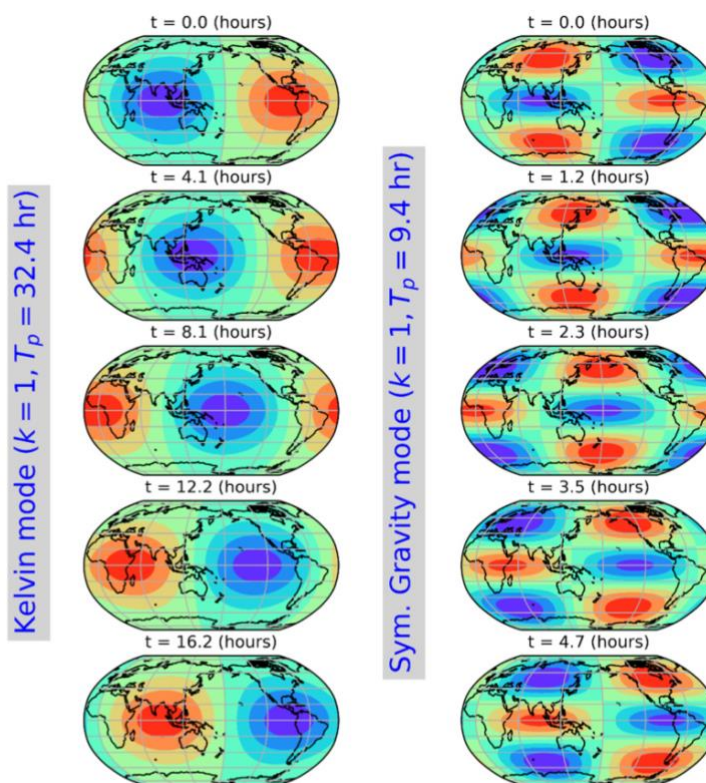 Kelvin mode (k = 1, Tₚ = 32.4 hr)
t = 0.0 (hours)
t = 4.1 (hours)
t = 8.1 (hours)
t = 12.2 (hours)
t = 16.2 (hours)
Sym. Gravity mode (k = 1, Tₚ = 9.4 hr)
t = 0.0 (hours)
t = 1.2 (hours)
t = 2.3 (hours)
t = 3.5 (hours)
t = 4.7 (hours)